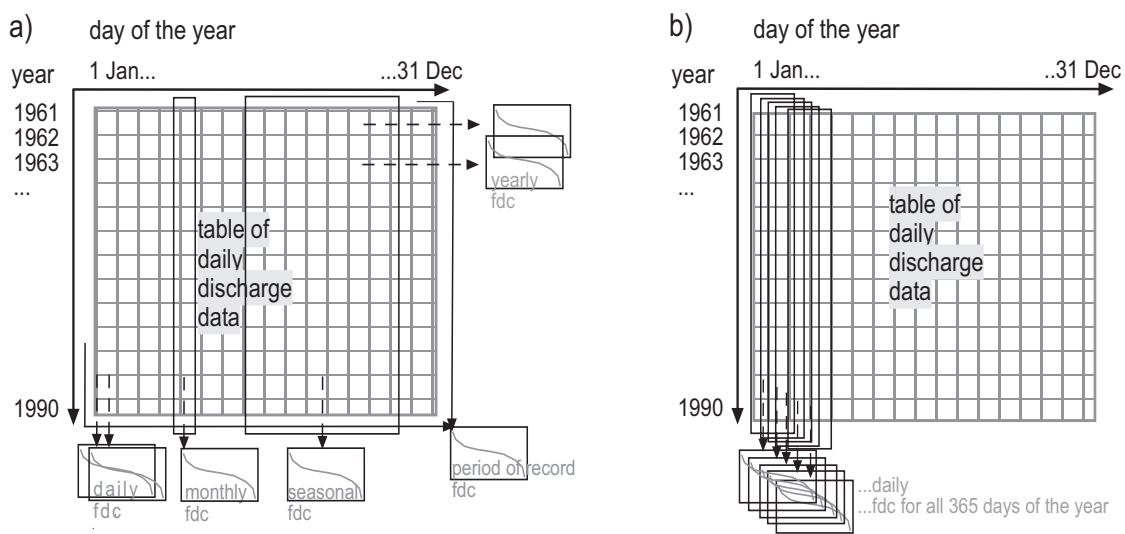 a)
day of the year
year
1 Jan...
...31 Dec
1961
1962
1963
...
1990
table of
daily
discharge
data
yearly
fdc
daily
fdc
monthly
fdc
seasonal
fdc
period of record
fdc
b)
day of the year
year
1 Jan...
..31 Dec
1961
1962
1963
...
1990
table of
daily
discharge
data
...daily
...fdc for all 365 days of the year